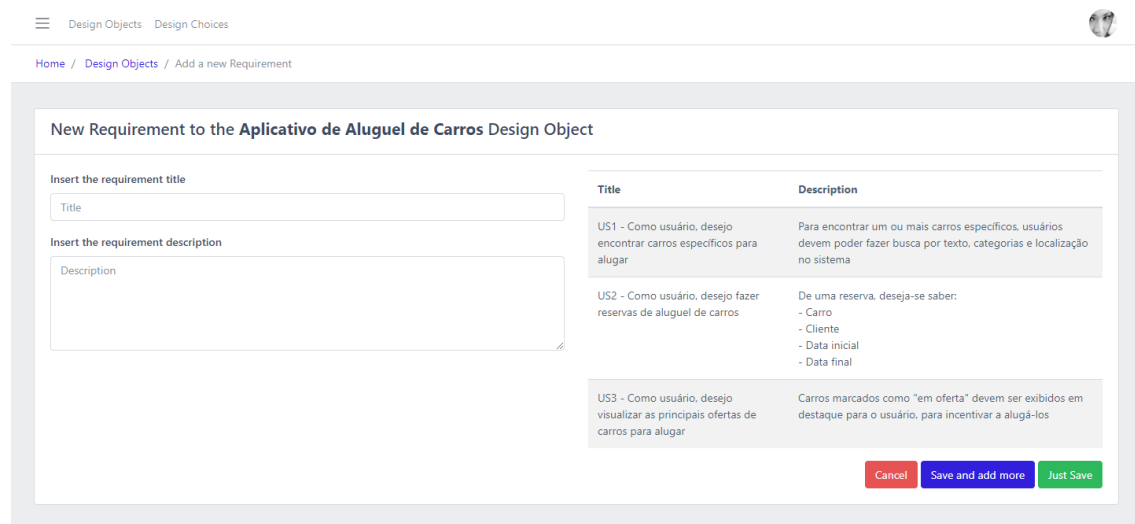 Design Objects Design Choices
Home / Design Objects / Add a new Requirement
New Requirement to the Aplicativo de Aluguel de Carros Design Object
Insert the requirement title
Title
Insert the requirement description
Description
Title Description
US1 - Como usuário, desejo
encontrar carros específicos para
alugar
Para encontrar um ou mais carros específicos, usuários
devem poder fazer busca por texto, categorias e localização
no sistema
US2 - Como usuário, desejo fazer
reservas de aluguel de carros
De uma reserva, deseja-se saber:
- Carro
- Cliente
- Data inicial
- Data final
US3 - Como usuário, desejo
visualizar as principais ofertas de
carros para alugar
Carros marcados como "em oferta" devem ser exibidos em
destaque para o usuário, para incentivar a alugá-los
Cancel Save and add more Just Save